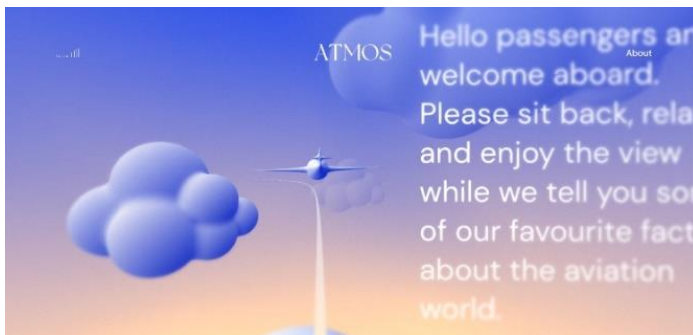 ATMOS
About
Hello passengers an
welcome aboard.
Please sit back, rela
and enjoy the view
while we tell you so
of our favourite fact
about the aviation
world.